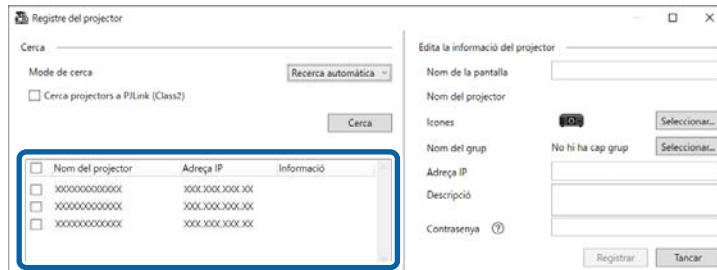 Registre del projector
Cerca
Mode de cerca
Recerca automàtica
Cerca projectors a PJLink (Class2)
Cerca
Nom del projector Adreça IP Informació
XXXXXXXXXXXX XXX.XXX.XXX.XX
XXXXXXXXXXXX XXX.XXX.XXX.XX
XXXXXXXXXXXX XXX.XXX.XXX.XX
Edita la informació del projector
Nom de la pantalla
Nom del projector
Icones Seleccionar...
Nom del grup No hi ha cap grup Seleccionar...
Adreça IP
Descripció
Contrasenya ?
Registrar Tancar